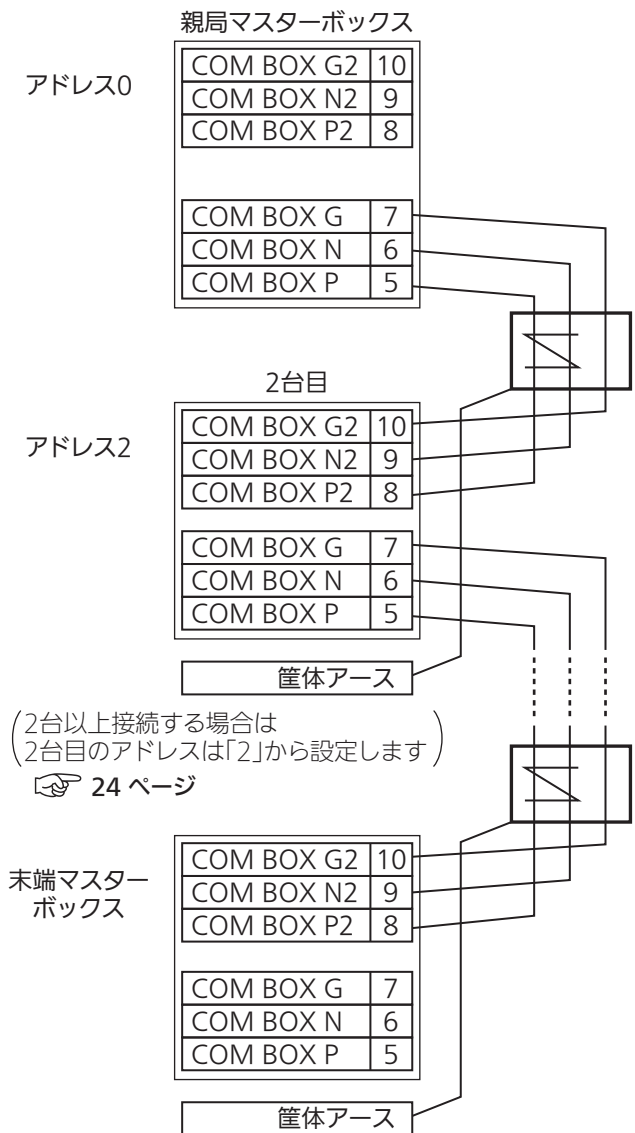 親局マスターボックス
アドレス0
COM BOX G2 10
COM BOX N2 9
COM BOX P2 8
COM BOX G 7
COM BOX N 6
COM BOX P 5
2台目
アドレス2
COM BOX G2 10
COM BOX N2 9
COM BOX P2 8
COM BOX G 7
COM BOX N 6
COM BOX P 5
筐体アース
(2台以上接続する場合は
2台目のアドレスは「2」から設定します)
☞ 24 ページ
末端マスター
ボックス
COM BOX G2 10
COM BOX N2 9
COM BOX P2 8
COM BOX G 7
COM BOX N 6
COM BOX P 5
筐体アース